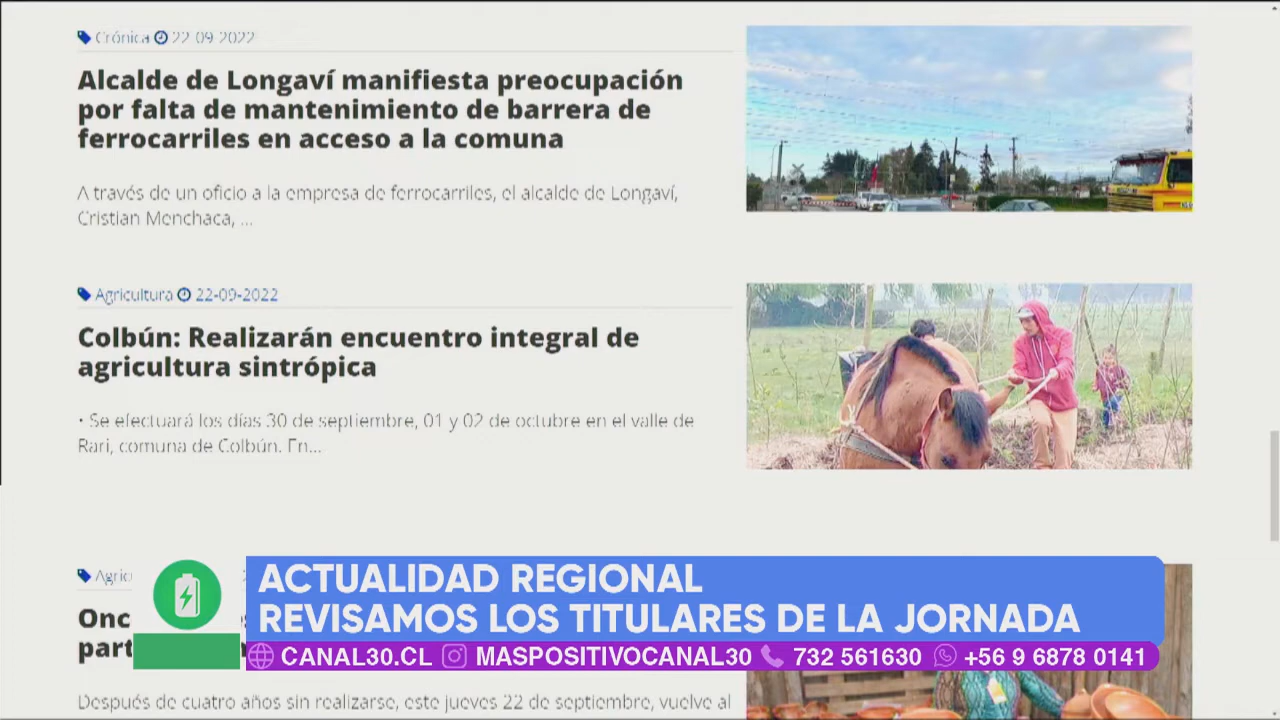 Crónica 22-09-2022
Alcalde de Longaví manifiesta preocupación
por falta de mantenimiento de barrera de
ferrocarriles en acceso a la comuna
A través de un oficio a la empresa de ferrocarriles, el alcalde de Longaví,
Cristian Menchaca, ...
Agricultura 22-09-2022
Colbún: Realizarán encuentro integral de
agricultura sintrópica
• Se efectuará los días 30 de septiembre, 01 y 02 de octubre en el valle de
Rari, comuna de Colbún. En...
ACTUALIDAD REGIONAL
REVISAMOS LOS TITULARES DE LA JORNADA
CANAL30.CL MASPOSITIVOCANAL30 732 561630 +56 9 6878 0141
Después de cuatro años sin realizarse, este jueves 22 de septiembre, vuelve al